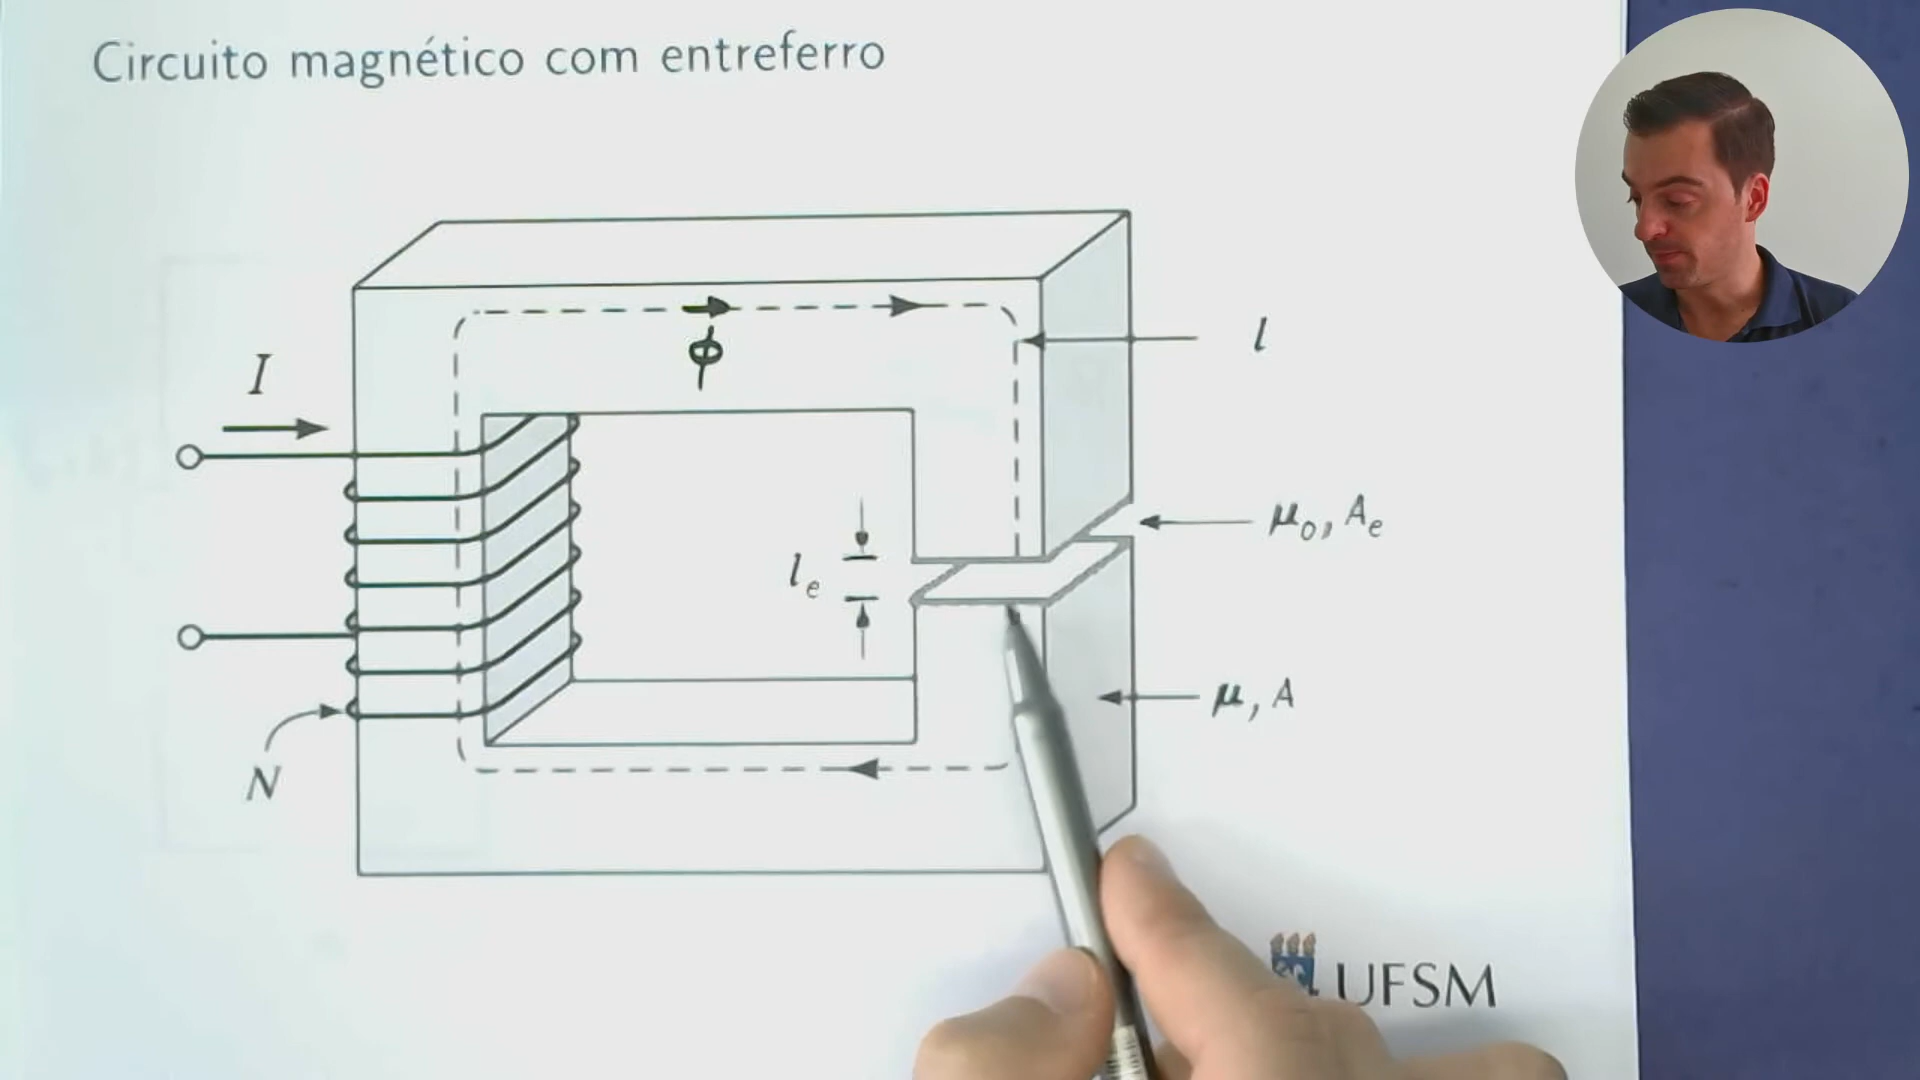 Circuito magnético com entreferro
ϕ
I
l
μ₀, Aₑ
lₑ
μ, A
N
UFSM